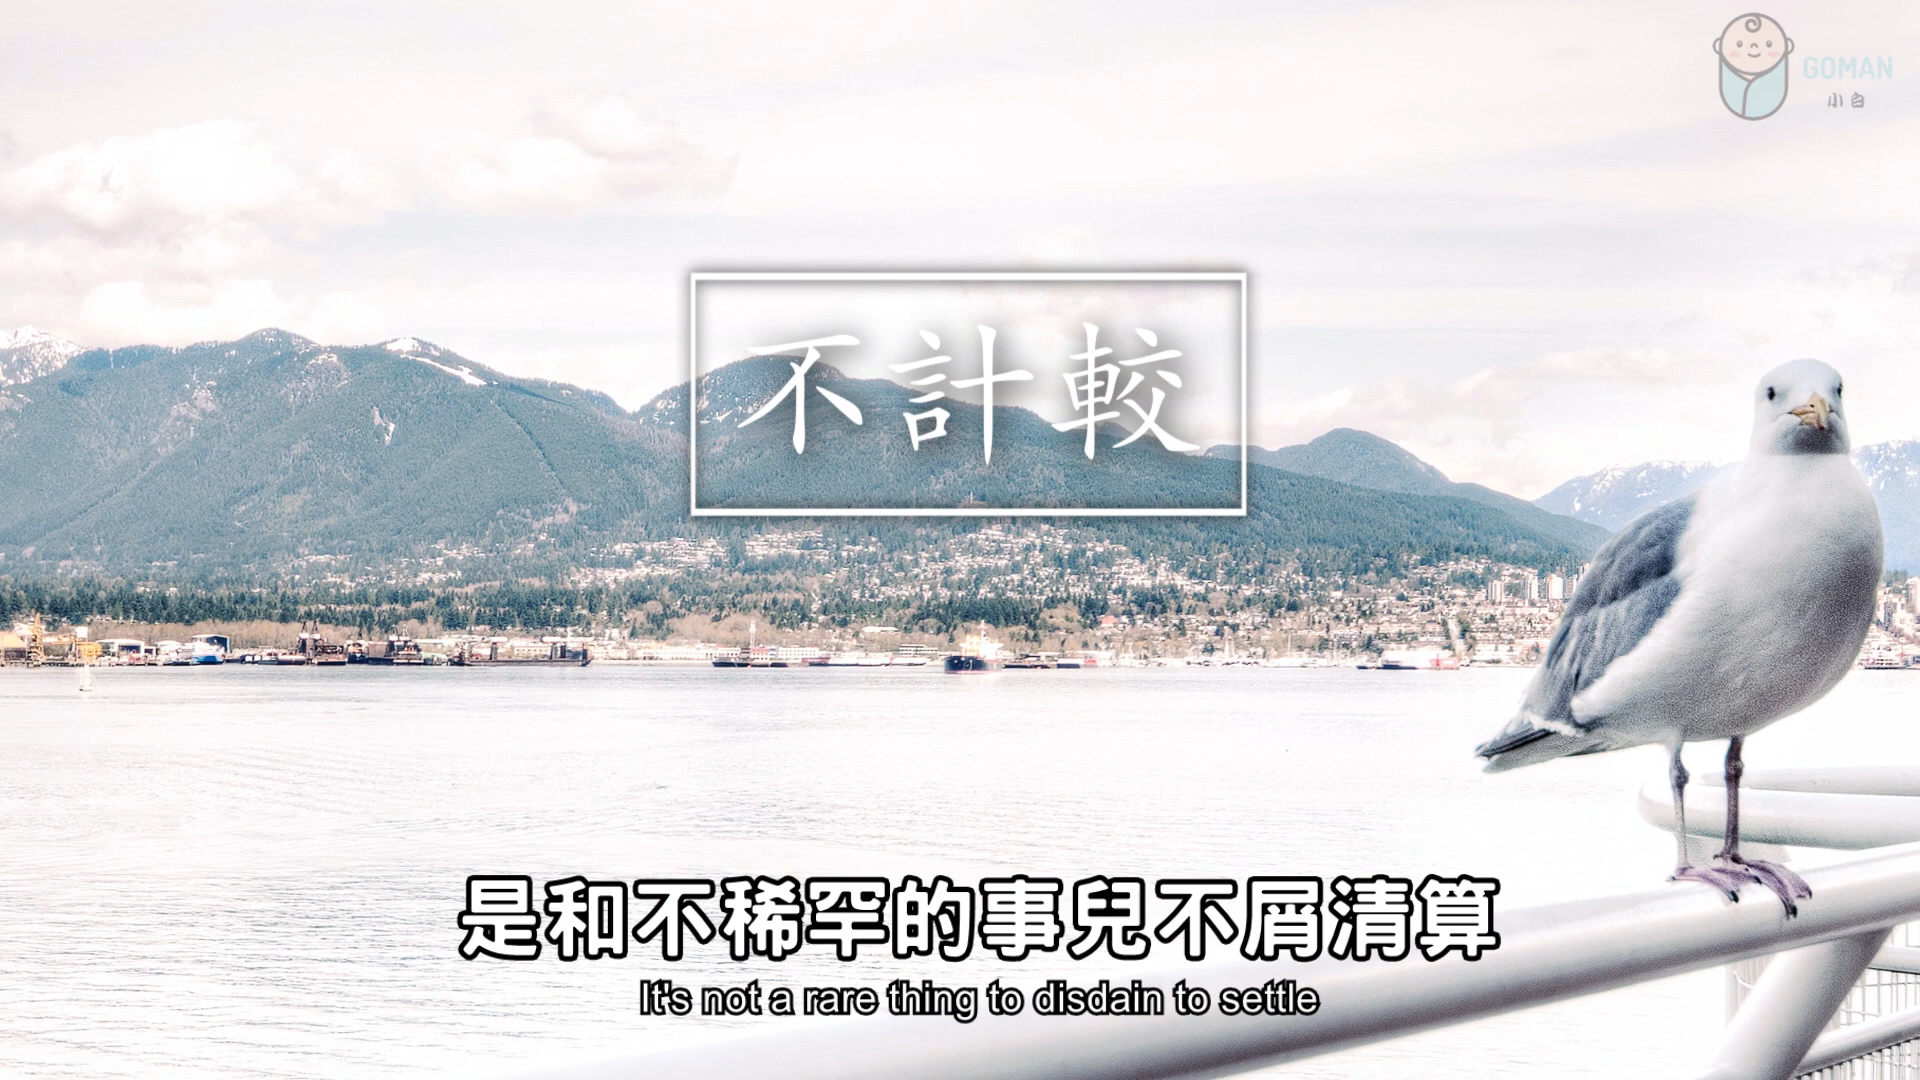 GOMAN
小白
不計較
是和不稀罕的事兒不屑清算
It's not a rare thing to disdain to settle